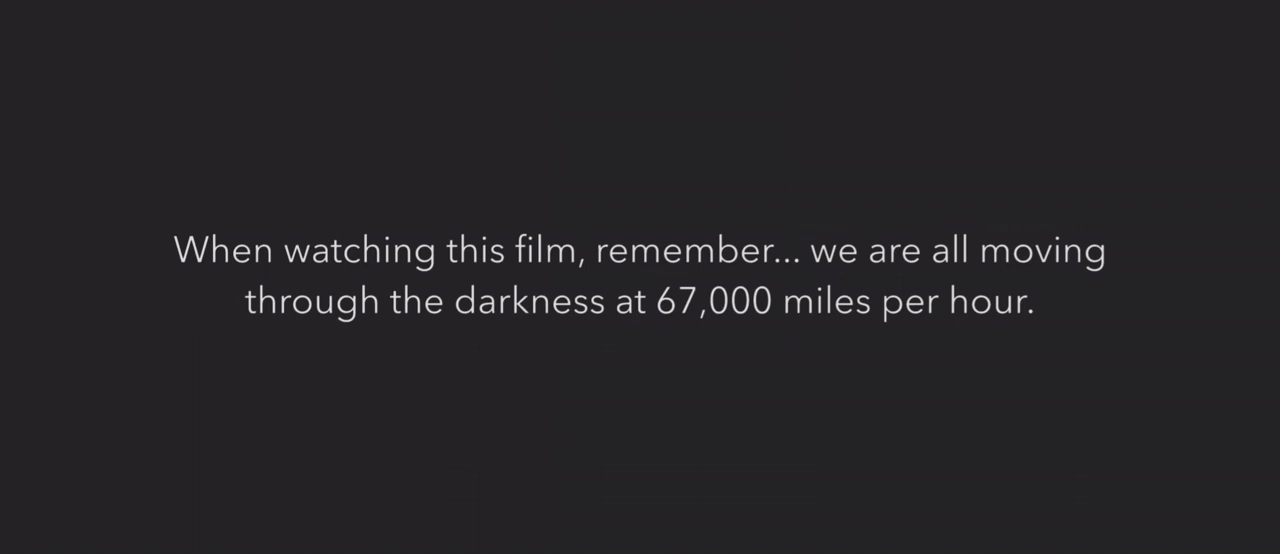 When watching this film, remember... we are all moving
through the darkness at 67,000 miles per hour.